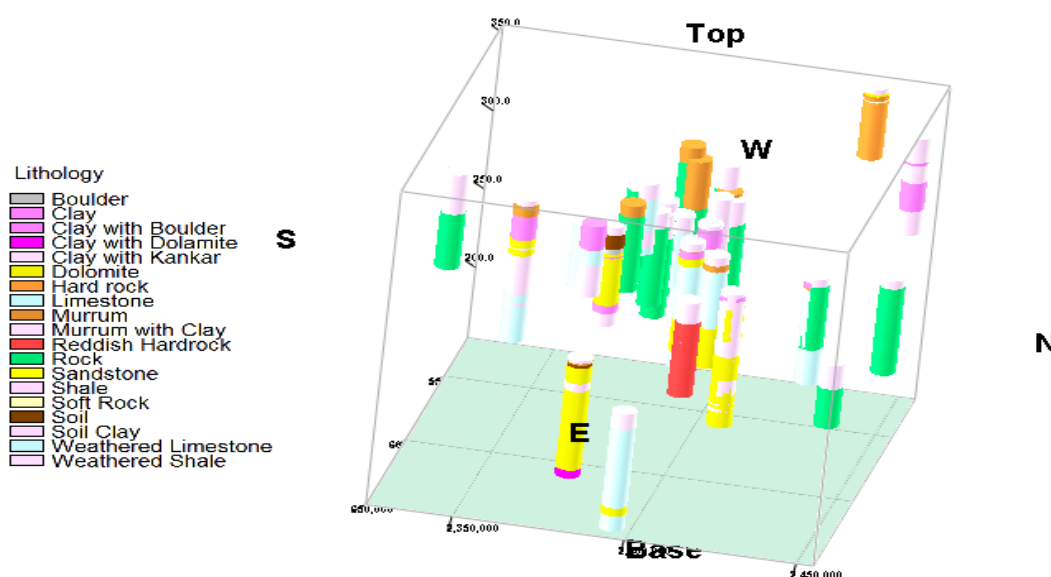 350.0
Top
300.0
W
Lithology
Boulder
Clay
Clay with Boulder
Clay with Dolamite
Clay with Kankar
Dolomite
Hard rock
Limestone
Murrum
Murrum with Clay
Reddish Hardrock
Rock
Sandstone
Shale
Soft Rock
Soil
Soil Clay
Weathered Limestone
Weathered Shale
250.0
S
200.0
N
E
650,000
2,350,000
Base
2,450,000